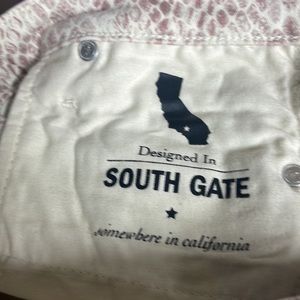 Designed In
SOUTH GATE
somewhere in california